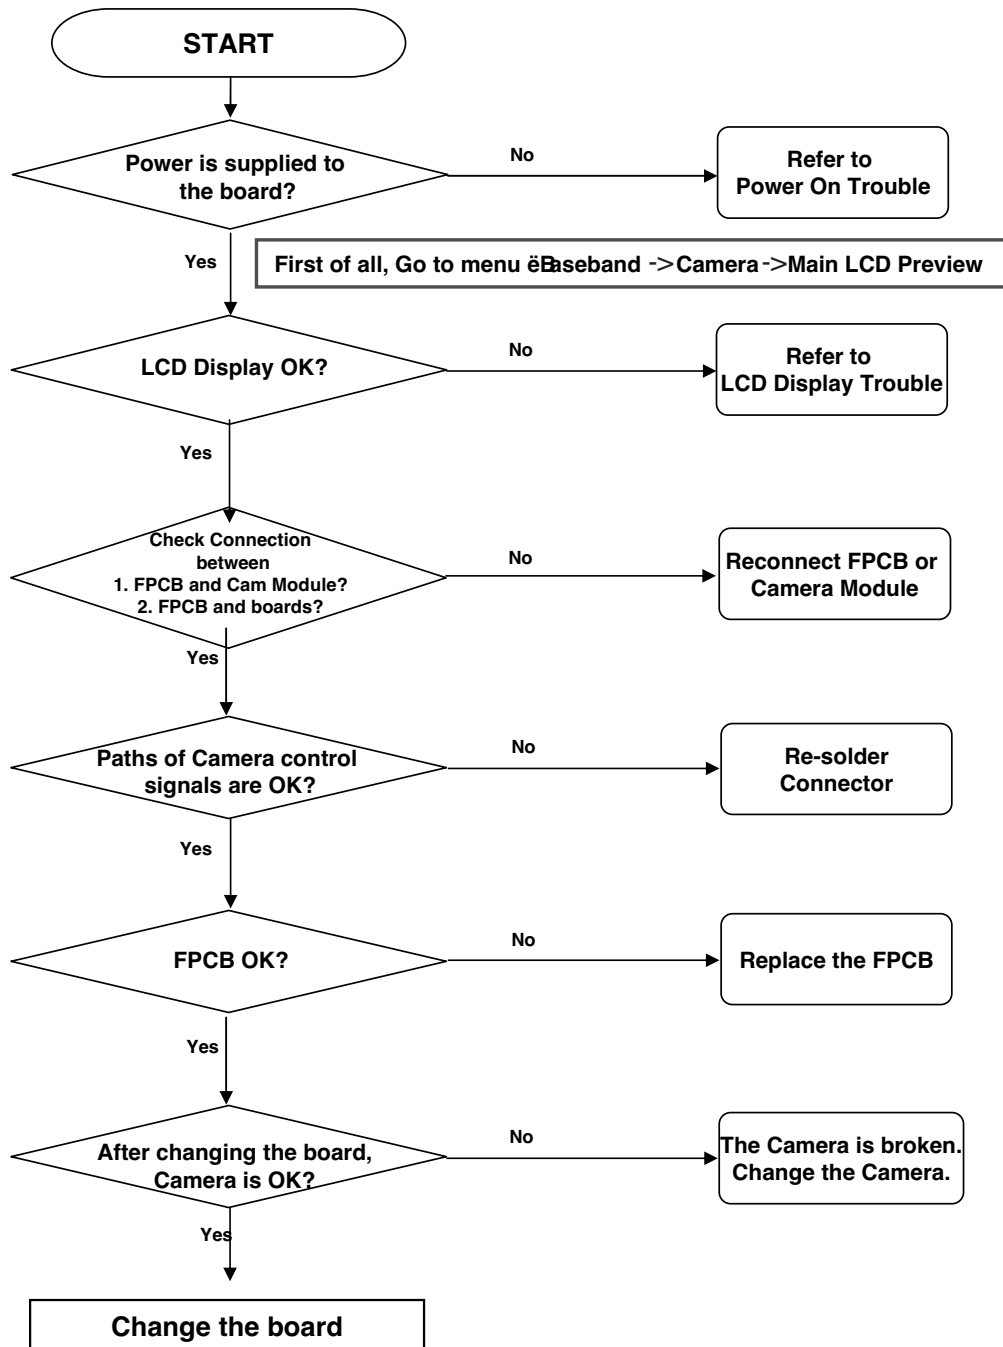 START
Power is supplied to
the board?
No
Refer to
Power On Trouble
Yes
First of all, Go to menu ëBaseband ->Camera->Main LCD Preview
LCD Display OK?
No
Refer to
LCD Display Trouble
Yes
Check Connection
between
1. FPCB and Cam Module?
2. FPCB and boards?
No
Reconnect FPCB or
Camera Module
Yes
Paths of Camera control
signals are OK?
No
Re-solder
Connector
Yes
FPCB OK?
No
Replace the FPCB
Yes
After changing the board,
Camera is OK?
No
The Camera is broken.
Change the Camera.
Yes
Change the board